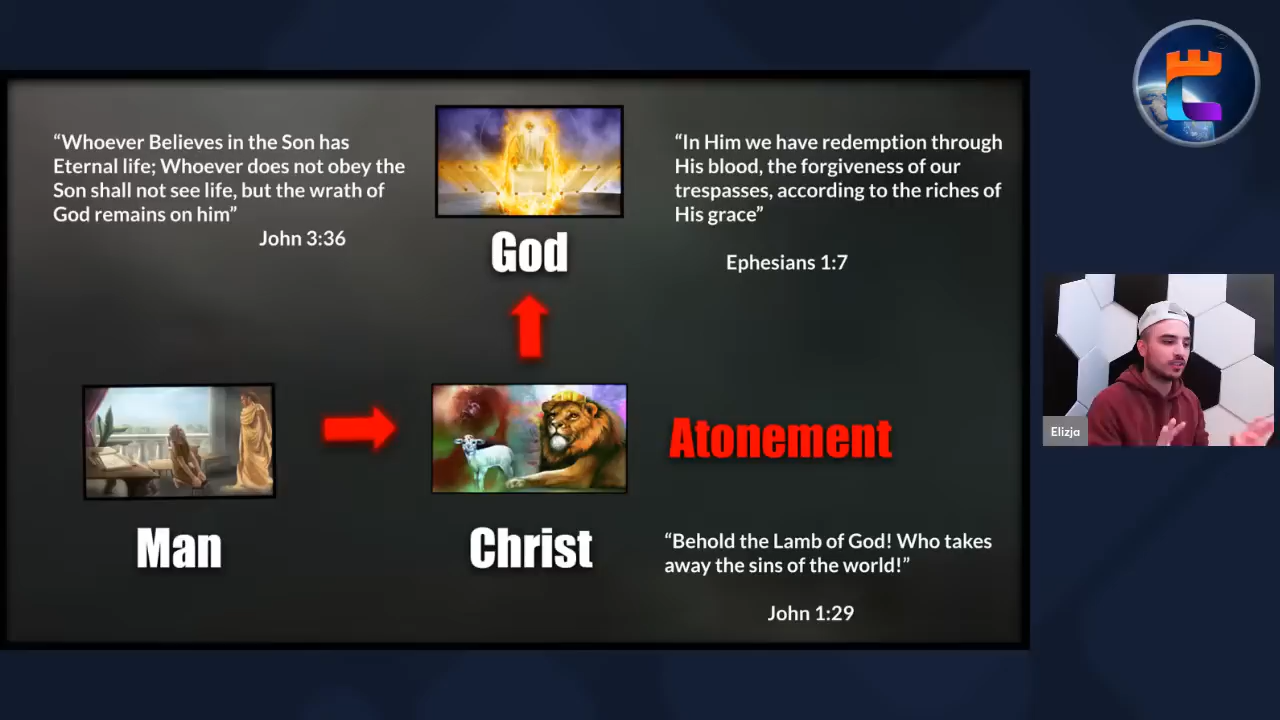 “Whoever Believes in the Son has
Eternal life; Whoever does not obey the
Son shall not see life, but the wrath of
God remains on him”
John 3:36
God
“In Him we have redemption through
His blood, the forgiveness of our
trespasses, according to the riches of
His grace”
Ephesians 1:7
Man
Christ
Atonement
“Behold the Lamb of God! Who takes
away the sins of the world!”
John 1:29
Elizja